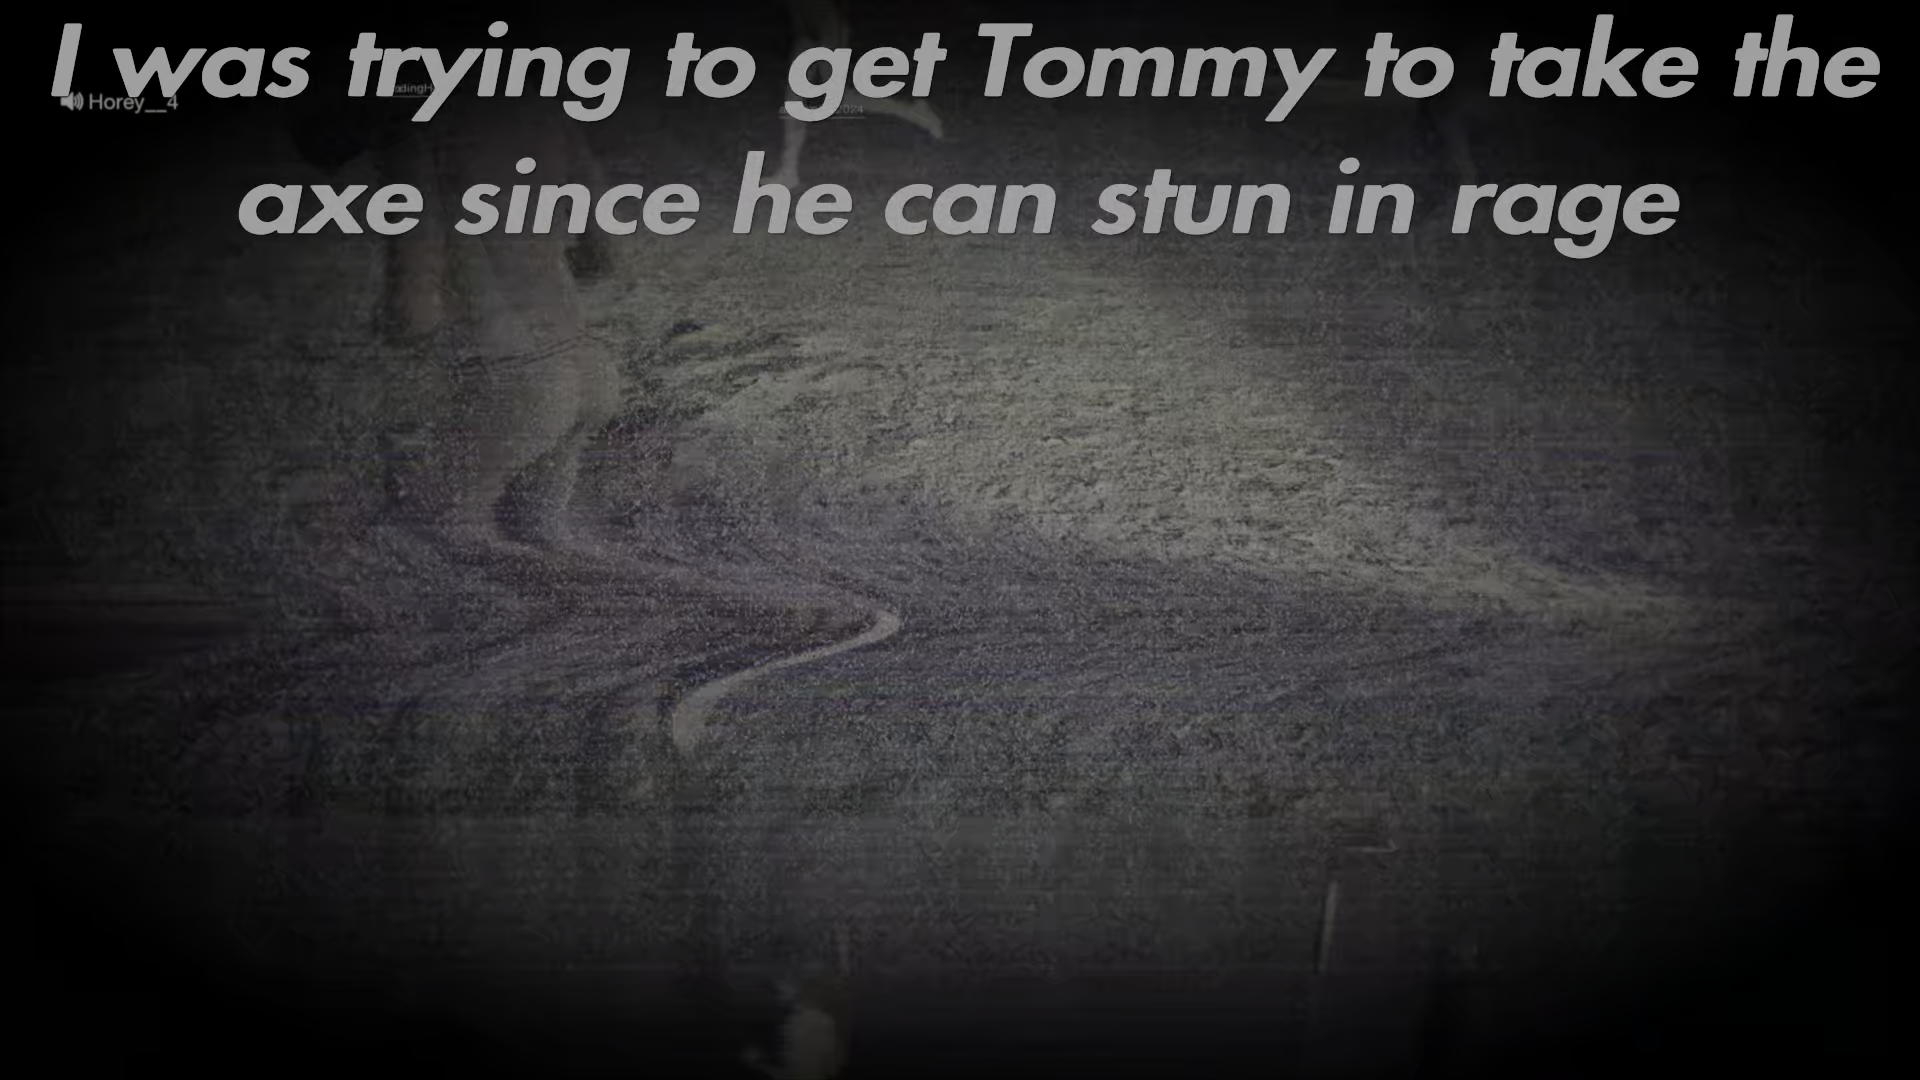 I was trying to get Tommy to take the
Horey__4
axe since he can stun in rage